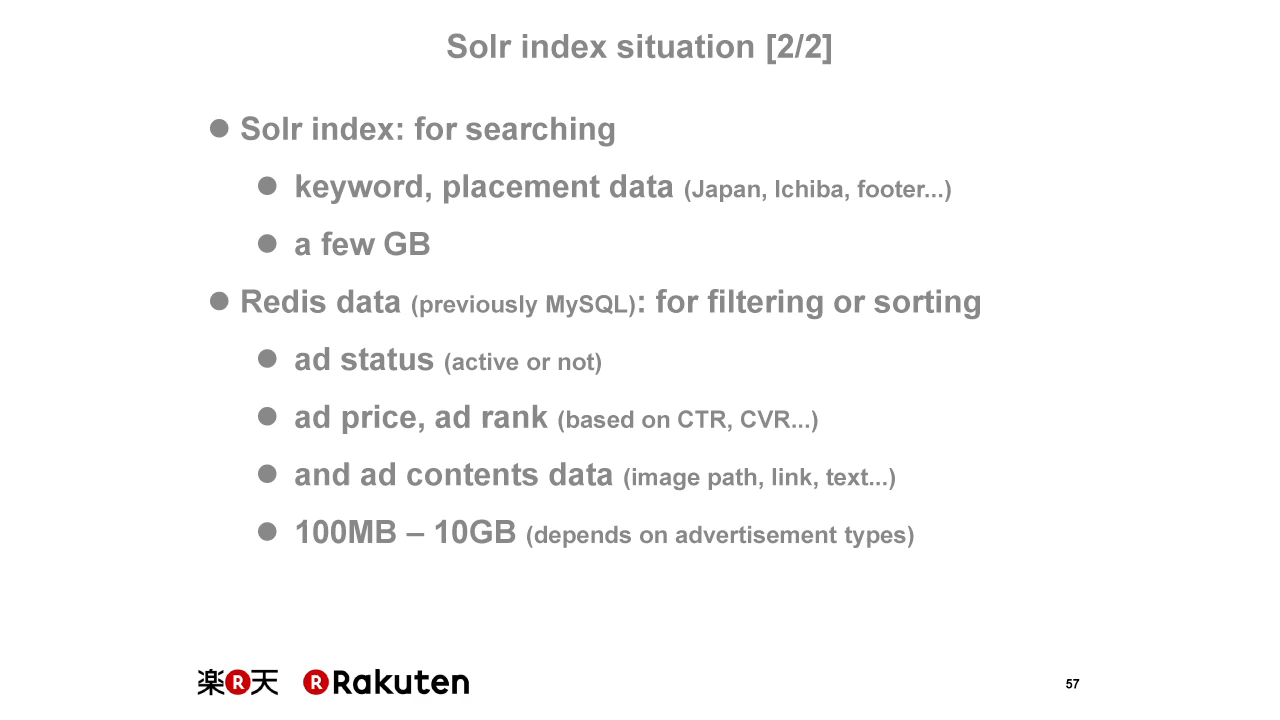 Solr index situation [2/2]
● Solr index: for searching
● keyword, placement data (Japan, Ichiba, footer...)
● a few GB
● Redis data (previously MySQL): for filtering or sorting
● ad status (active or not)
● ad price, ad rank (based on CTR, CVR...)
● and ad contents data (image path, link, text...)
● 100MB – 10GB (depends on advertisement types)
楽R天 R Rakuten
57